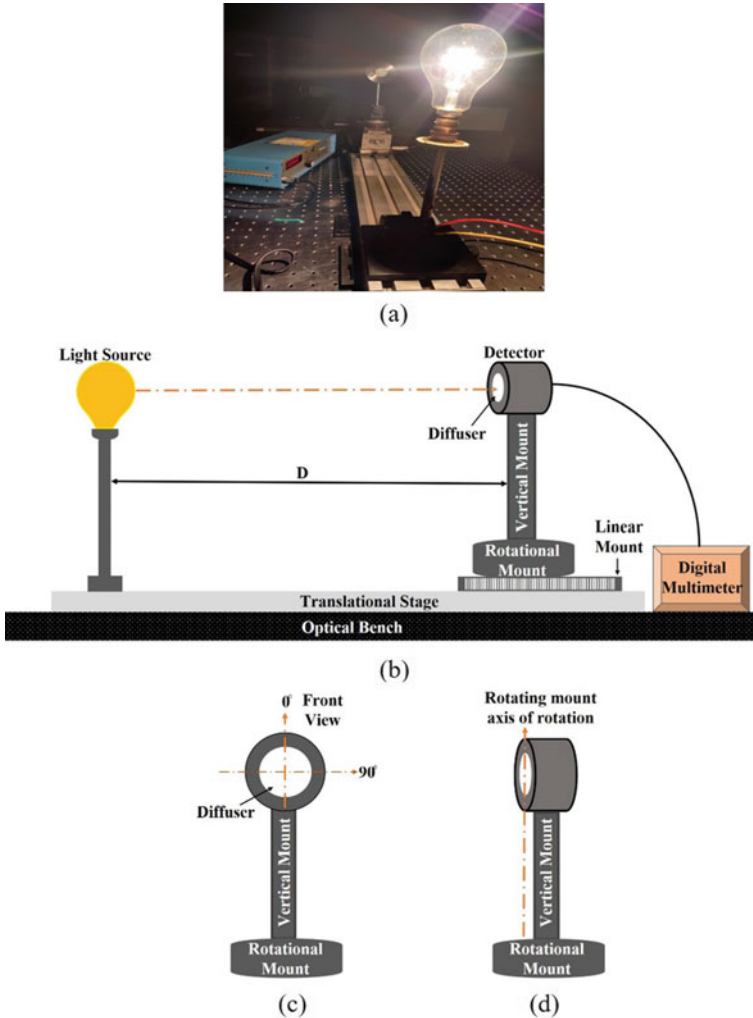 (a)
Light Source
Detector
Diffuser
D
Vertical Mount
Linear
Mount
Rotational
Mount
Digital
Multimeter
Translational Stage
Optical Bench
(b)
0°
Front
View
90°
Diffuser
Vertical Mount
Rotational
Mount
(c)
Rotating mount
axis of rotation
Vertical Mount
Rotational
Mount
(d)